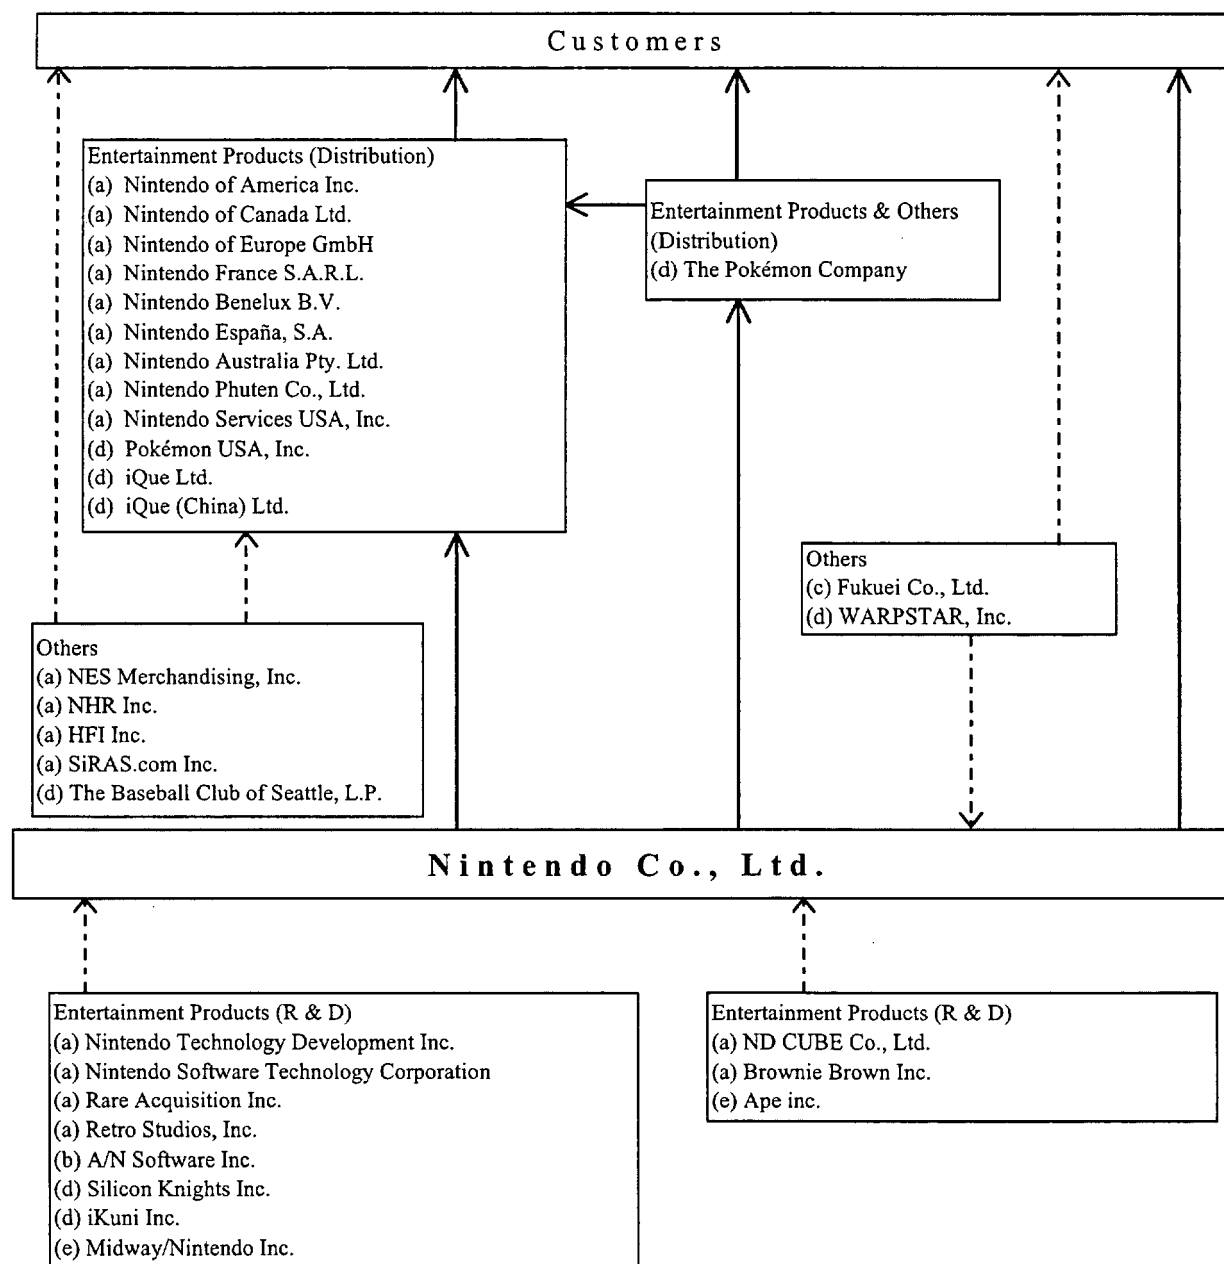 Customers
Entertainment Products (Distribution)
(a) Nintendo of America Inc.
(a) Nintendo of Canada Ltd.
(a) Nintendo of Europe GmbH
(a) Nintendo France S.A.R.L.
(a) Nintendo Benelux B.V.
(a) Nintendo España, S.A.
(a) Nintendo Australia Pty. Ltd.
(a) Nintendo Phuten Co., Ltd.
(a) Nintendo Services USA, Inc.
(d) Pokémon USA, Inc.
(d) iQue Ltd.
(d) iQue (China) Ltd.
Entertainment Products & Others
(Distribution)
(d) The Pokémon Company
Others
(c) Fukuei Co., Ltd.
(d) WARPSTAR, Inc.
Others
(a) NES Merchandising, Inc.
(a) NHR Inc.
(a) HFI Inc.
(a) SiRAS.com Inc.
(d) The Baseball Club of Seattle, L.P.
Nintendo Co., Ltd.
Entertainment Products (R & D)
(a) Nintendo Technology Development Inc.
(a) Nintendo Software Technology Corporation
(a) Rare Acquisition Inc.
(a) Retro Studios, Inc.
(b) A/N Software Inc.
(d) Silicon Knights Inc.
(d) iKuni Inc.
(e) Midway/Nintendo Inc.
Entertainment Products (R & D)
(a) ND CUBE Co., Ltd.
(a) Brownie Brown Inc.
(e) Ape inc.